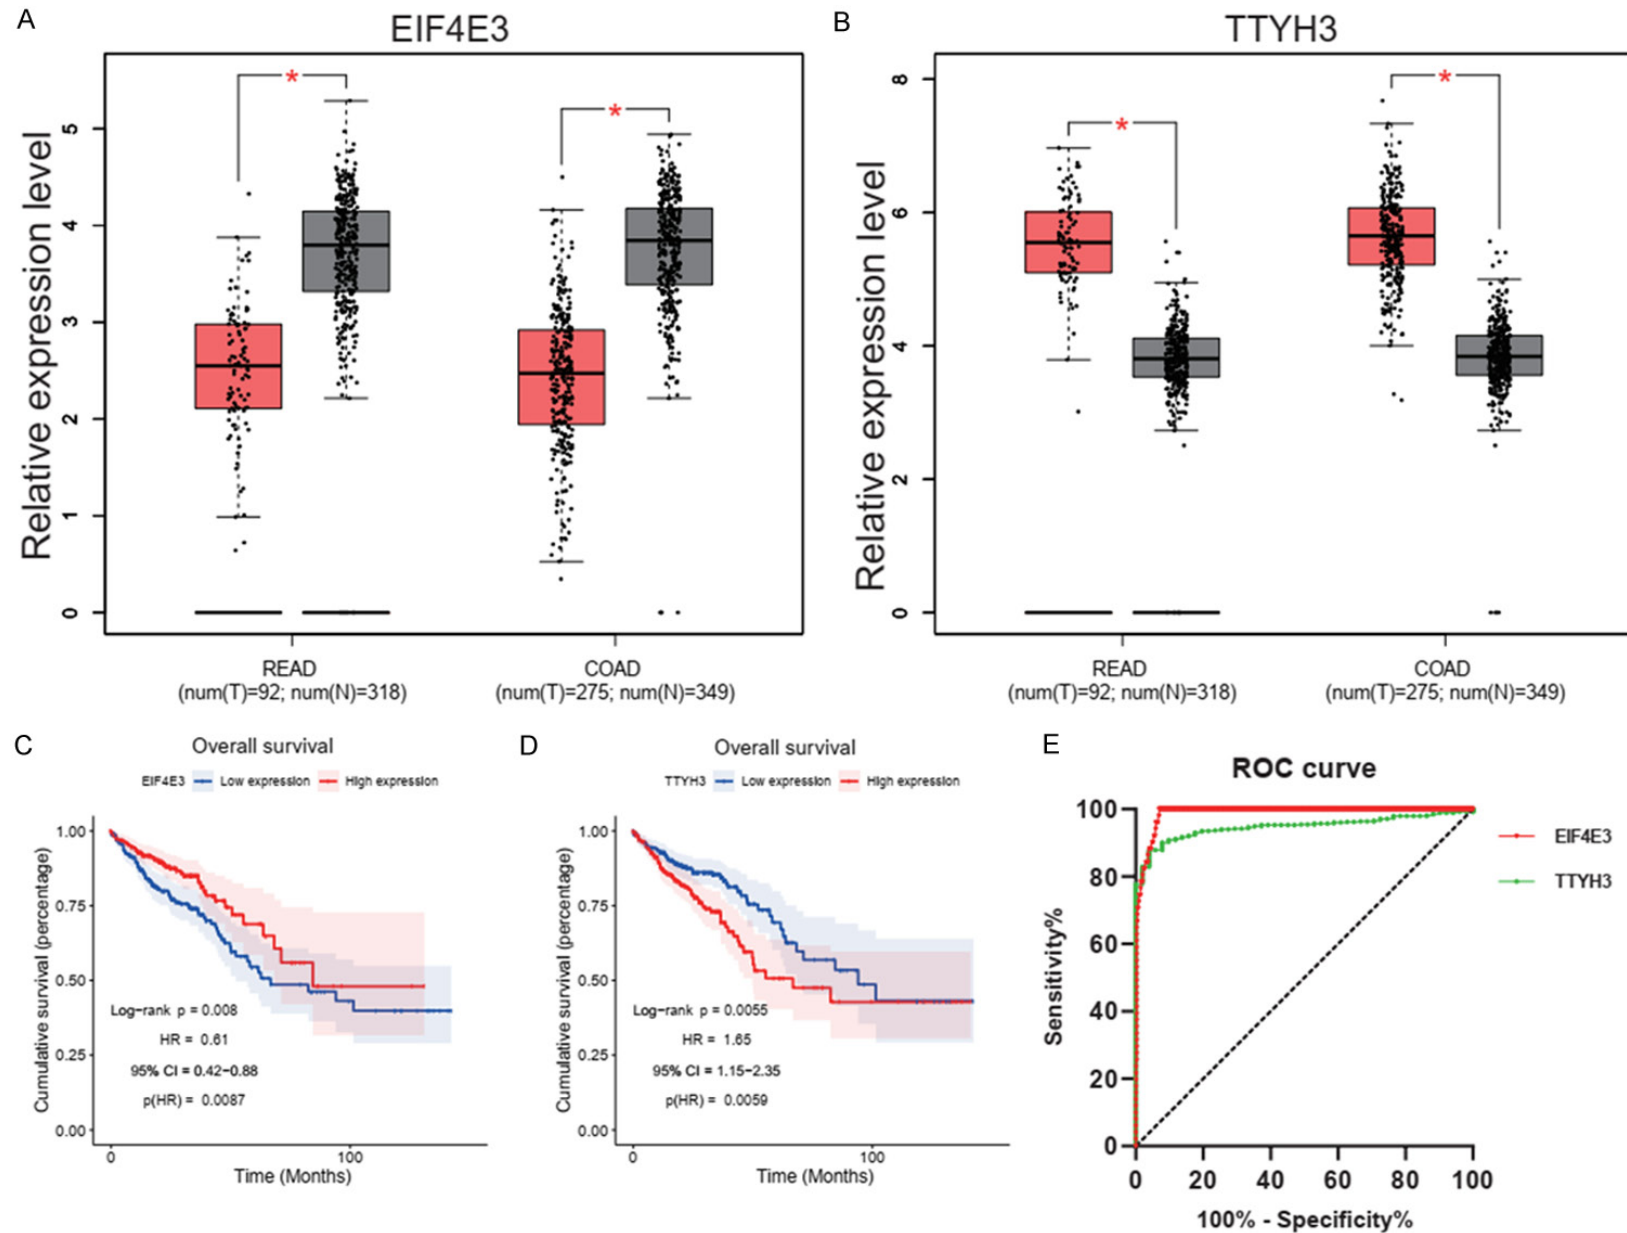 A
EIF4E3
Relative expression level
5
4
3
2
1
0
*
*
READ
(num(T)=92; num(N)=318)
COAD
(num(T)=275; num(N)=349)
B
TTYH3
Relative expression level
8
6
4
2
0
*
*
READ
(num(T)=92; num(N)=318)
COAD
(num(T)=275; num(N)=349)
C
Overall survival
EIF4E3 Low expression High expression
Cumulative survival (percentage)
1.00
0.75
0.50
0.25
0.00
Log-rank p = 0.008
HR = 0.61
95% CI = 0.42-0.88
p(HR) = 0.0087
0 100
Time (Months)
D
Overall survival
TTYH3 Low expression High expression
Cumulative survival (percentage)
1.00
0.75
0.50
0.25
0.00
Log-rank p = 0.0055
HR = 1.65
95% CI = 1.15-2.35
p(HR) = 0.0059
0 100
Time (Months)
E
ROC curve
Sensitivity%
100
80
60
40
20
0
0 20 40 60 80 100
100% - Specificity%
EIF4E3
TTYH3